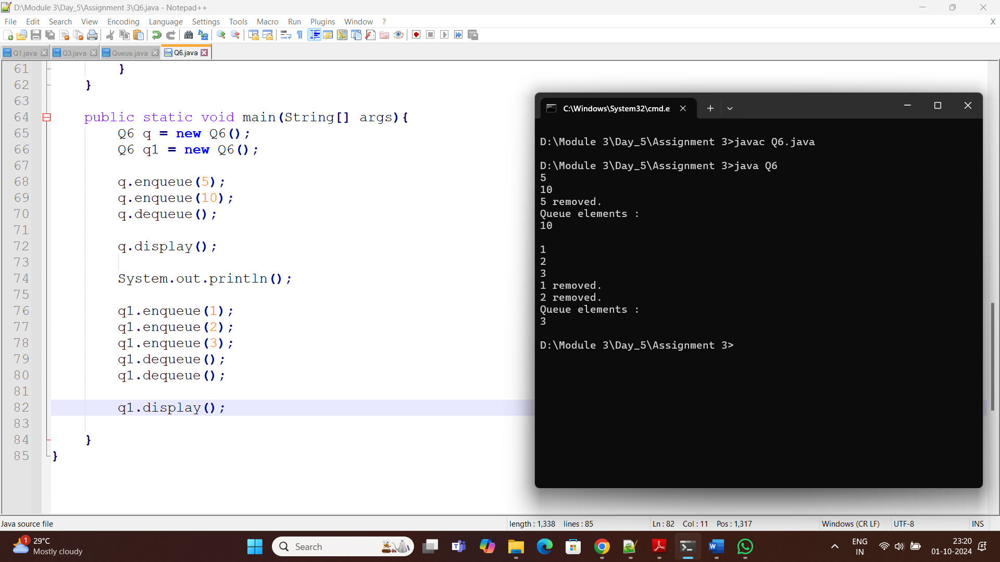 D:\Module 3\Day_5\Assignment 3\Q6.java - Notepad++
File Edit Search View Encoding Language Settings Tools Macro Run Plugins Window ? X
Q1.java Q3.java Queue.java Q6.java
61 }
62 }
63
64 public static void main(String[] args){
65 Q6 q = new Q6();
66 Q6 q1 = new Q6();
67
68 q.enqueue(5);
69 q.enqueue(10);
70 q.dequeue();
71
72 q.display();
73
74 System.out.println();
75
76 q1.enqueue(1);
77 q1.enqueue(2);
78 q1.enqueue(3);
79 q1.dequeue();
80 q1.dequeue();
81
82 q1.display();
83
84 }
85 }
C:\Windows\System32\cmd.e
D:\Module 3\Day_5\Assignment 3>javac Q6.java
D:\Module 3\Day_5\Assignment 3>java Q6
5
10
5 removed.
Queue elements :
10
1
2
3
1 removed.
2 removed.
Queue elements :
3
D:\Module 3\Day_5\Assignment 3>
Java source file length : 1,338 lines : 85 Ln : 82 Col : 11 Pos : 1,317 Windows (CR LF) UTF-8 INS
1
29°C
Mostly cloudy
Search
ENG
IN
23:20
01-10-2024